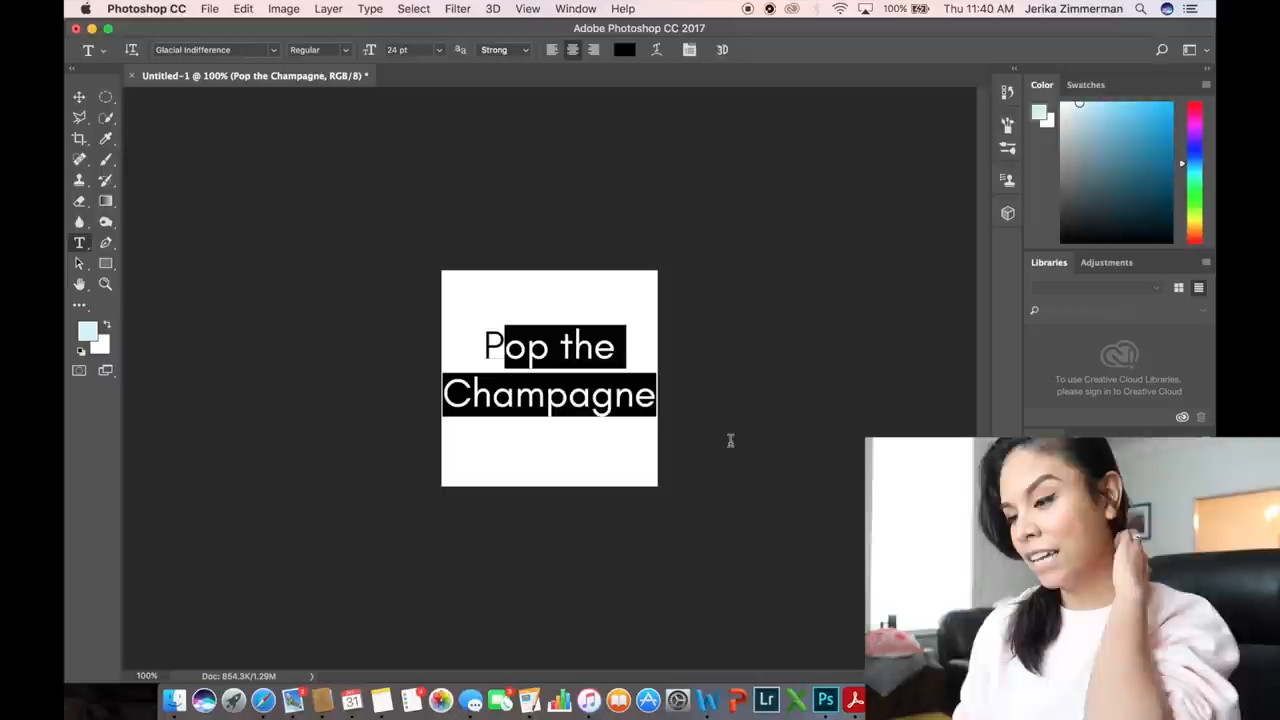 Photoshop CC File Edit Image Layer Type Select Filter 3D View Window Help 100% Thu 11:40 AM Jerika Zimmerman
Adobe Photoshop CC 2017
T Glacial Indifference Regular 24 pt Strong 3D
Untitled-1 @ 100% (Pop the Champagne, RGB/8) *
Color Swatches
Libraries Adjustments
To use Creative Cloud Libraries,
please sign in to Creative Cloud
Pop the
Champagne
100% Doc: 854.3K/1.29M
31 Lr Ps